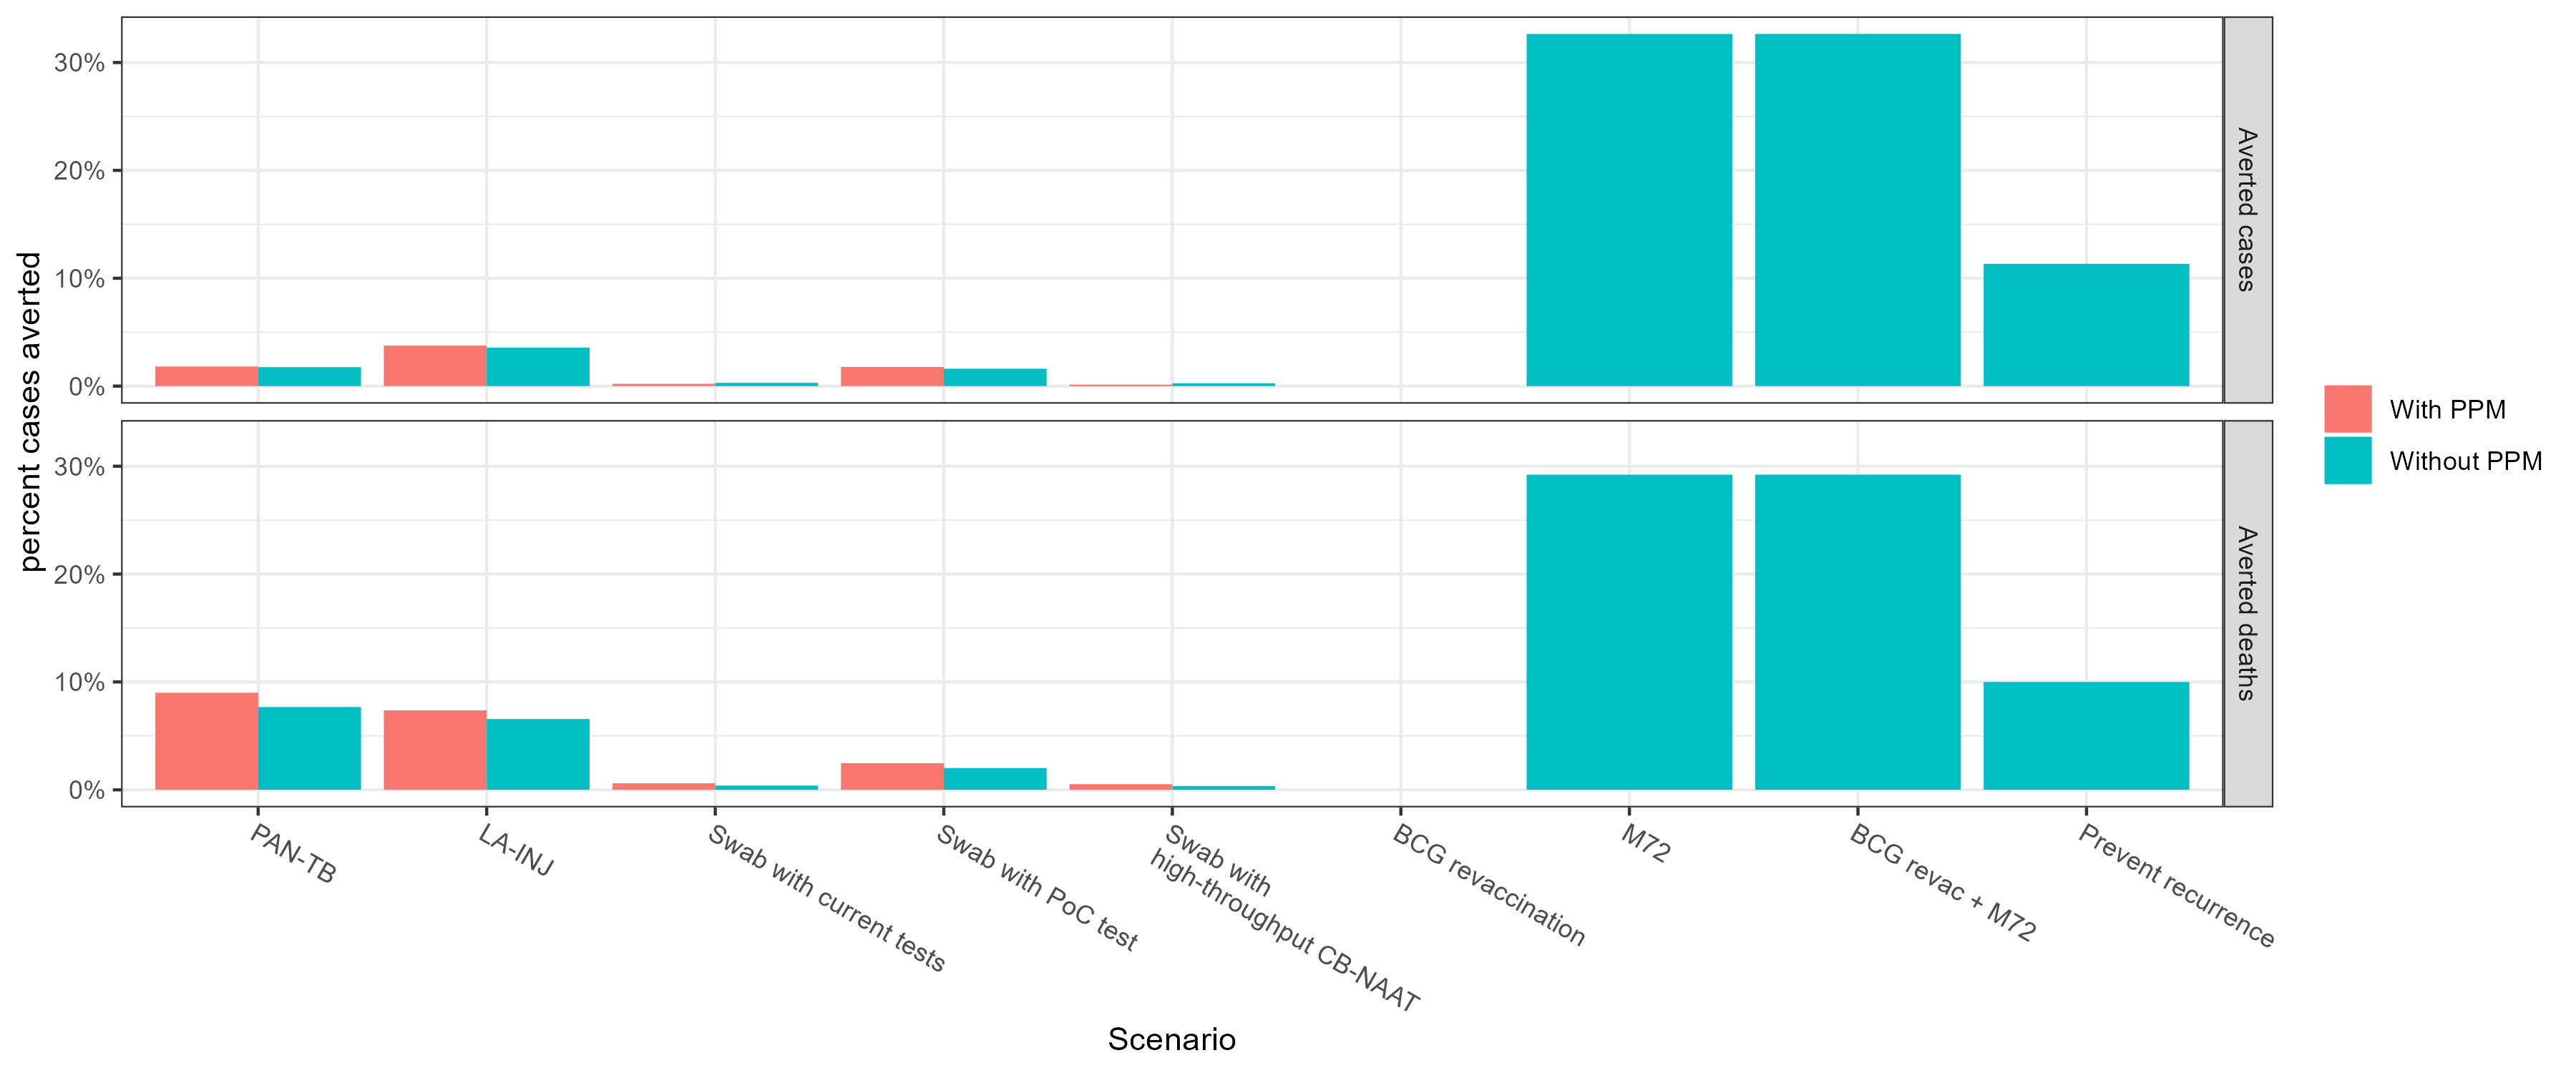 percent cases averted
30%
20%
10%
0%
Averted cases
30%
20%
10%
0%
Averted deaths
PAN-TB
LA-INJ
Swab with current tests
Swab with PoC test
Swab with
high-throughput CB-NAAT
BCG revaccination
M72
BCG revac + M72
Prevent recurrence
Scenario
With PPM
Without PPM